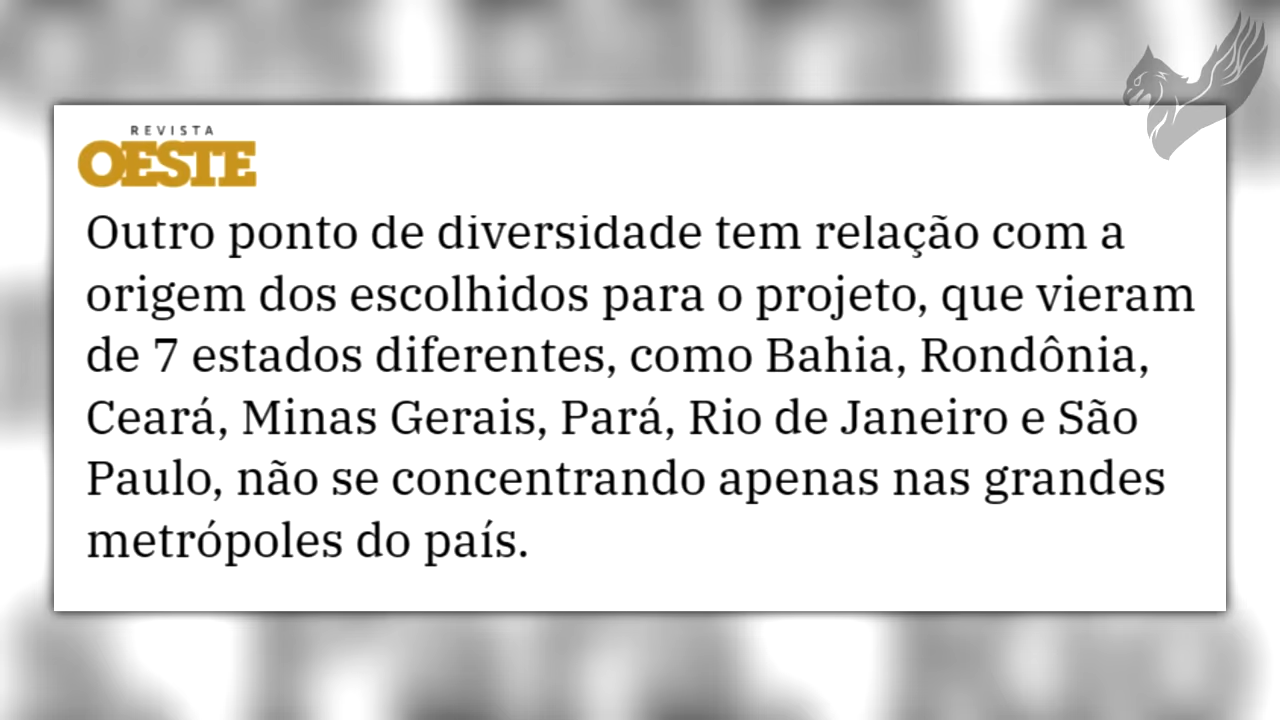 REVISTA
OESTE
Outro ponto de diversidade tem relação com a
origem dos escolhidos para o projeto, que vieram
de 7 estados diferentes, como Bahia, Rondônia,
Ceará, Minas Gerais, Pará, Rio de Janeiro e São
Paulo, não se concentrando apenas nas grandes
metrópoles do país.